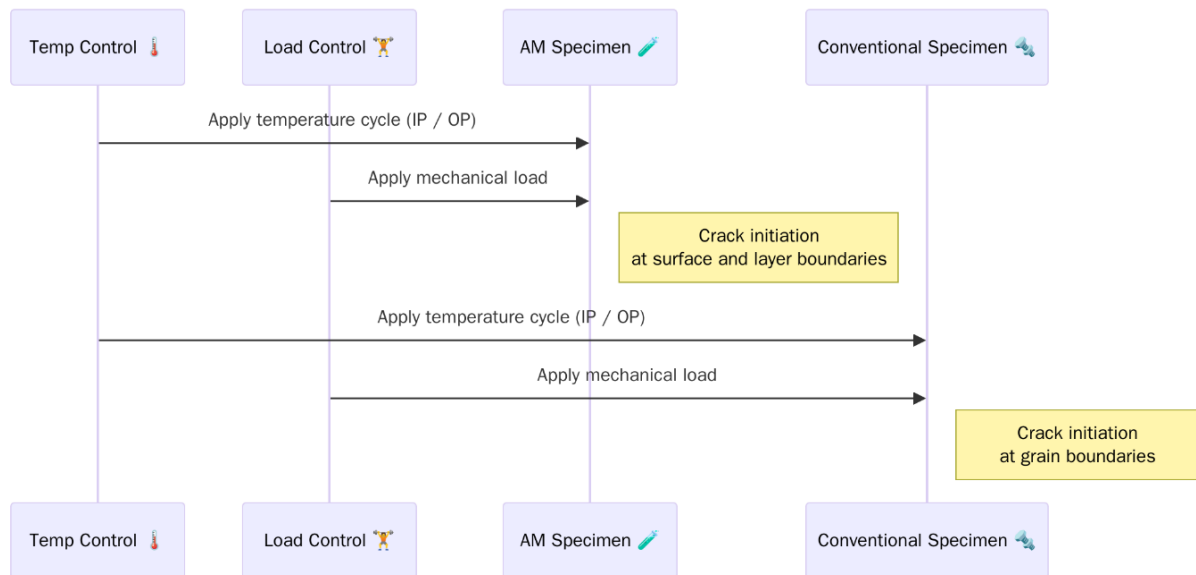 Temp Control 🌡️
Load Control 🏋️
AM Specimen 🧪
Conventional Specimen 🔩
Apply temperature cycle (IP / OP)
Apply mechanical load
Crack initiation
at surface and layer boundaries
Apply temperature cycle (IP / OP)
Apply mechanical load
Crack initiation
at grain boundaries
Temp Control 🌡️
Load Control 🏋️
AM Specimen 🧪
Conventional Specimen 🔩